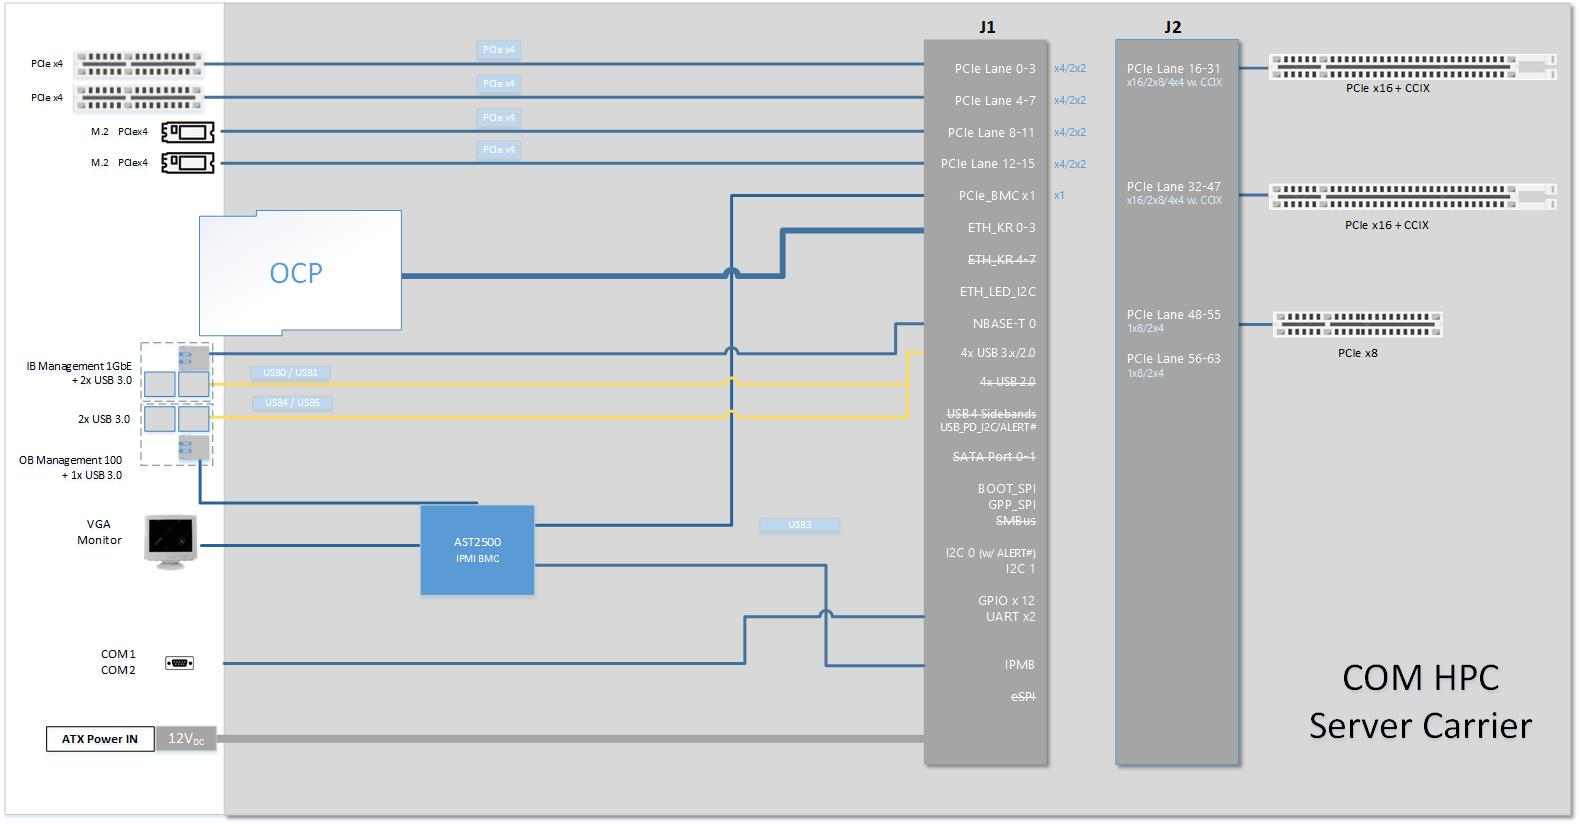 J1
J2
PCIe x4
PCIe x4
PCIe Lane 0-3
x4/2x2
PCIe x4
PCIe x4
PCIe Lane 4-7
x4/2x2
M.2 PCIex4
PCIe x4
PCIe Lane 8-11
x4/2x2
M.2 PCIex4
PCIe x4
PCIe Lane 12-15
x4/2x2
PCIe_BMC x1
x1
ETH_KR 0-3
ETH_KR 4-7
ETH_LED_I2C
NBASE-T 0
4x USB 3.x/2.0
4x USB 2.0
USB4 Sidebands
USB_PD_I2C/ALERT#
SATA Port 0-1
BOOT_SPI
GPP_SPI
SMBus
I2C 0 (w/ ALERT#)
I2C 1
GPIO x 12
UART x2
IPMB
eSPI
PCIe Lane 16-31
x16/2x8/4x4 w. CCIX
PCIe x16 + CCIX
PCIe Lane 32-47
x16/2x8/4x4 w. CCIX
PCIe x16 + CCIX
PCIe Lane 48-55
1x8/2x4
PCIe x8
PCIe Lane 56-63
1x8/2x4
OCP
IB Management 1GbE
+ 2x USB 3.0
USB0 / USB1
2x USB 3.0
USB4 / USB5
OB Management 100
+ 1x USB 3.0
VGA
Monitor
AST2500
IPMI BMC
USB3
COM1
COM2
ATX Power IN
12VDC
COM HPC
Server Carrier